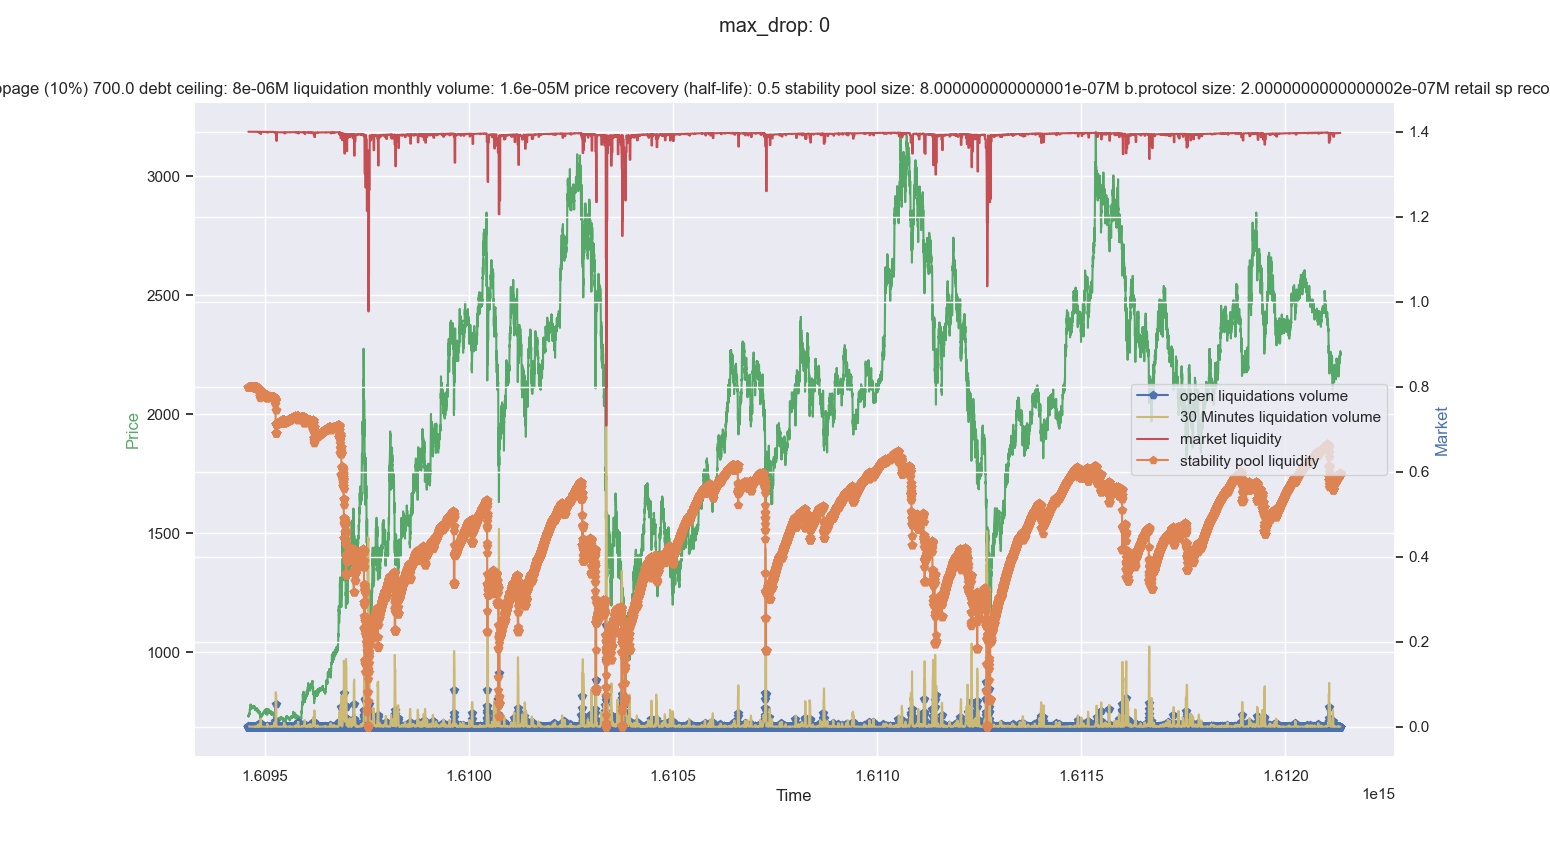 max_drop: 0
page (10%) 700.0 debt ceiling: 8e-06M liquidation monthly volume: 1.6e-05M price recovery (half-life): 0.5 stability pool size: 8.000000000000001e-07M b.protocol size: 2.0000000000000002e-07M retail sp reco
3000
2500
2000
1500
1000
Price
1.4
1.2
1.0
0.8
0.6
0.4
0.2
0.0
Market
open liquidations volume
30 Minutes liquidation volume
market liquidity
stability pool liquidity
1.6095 1.6100 1.6105 1.6110 1.6115 1.6120
Time
1e15